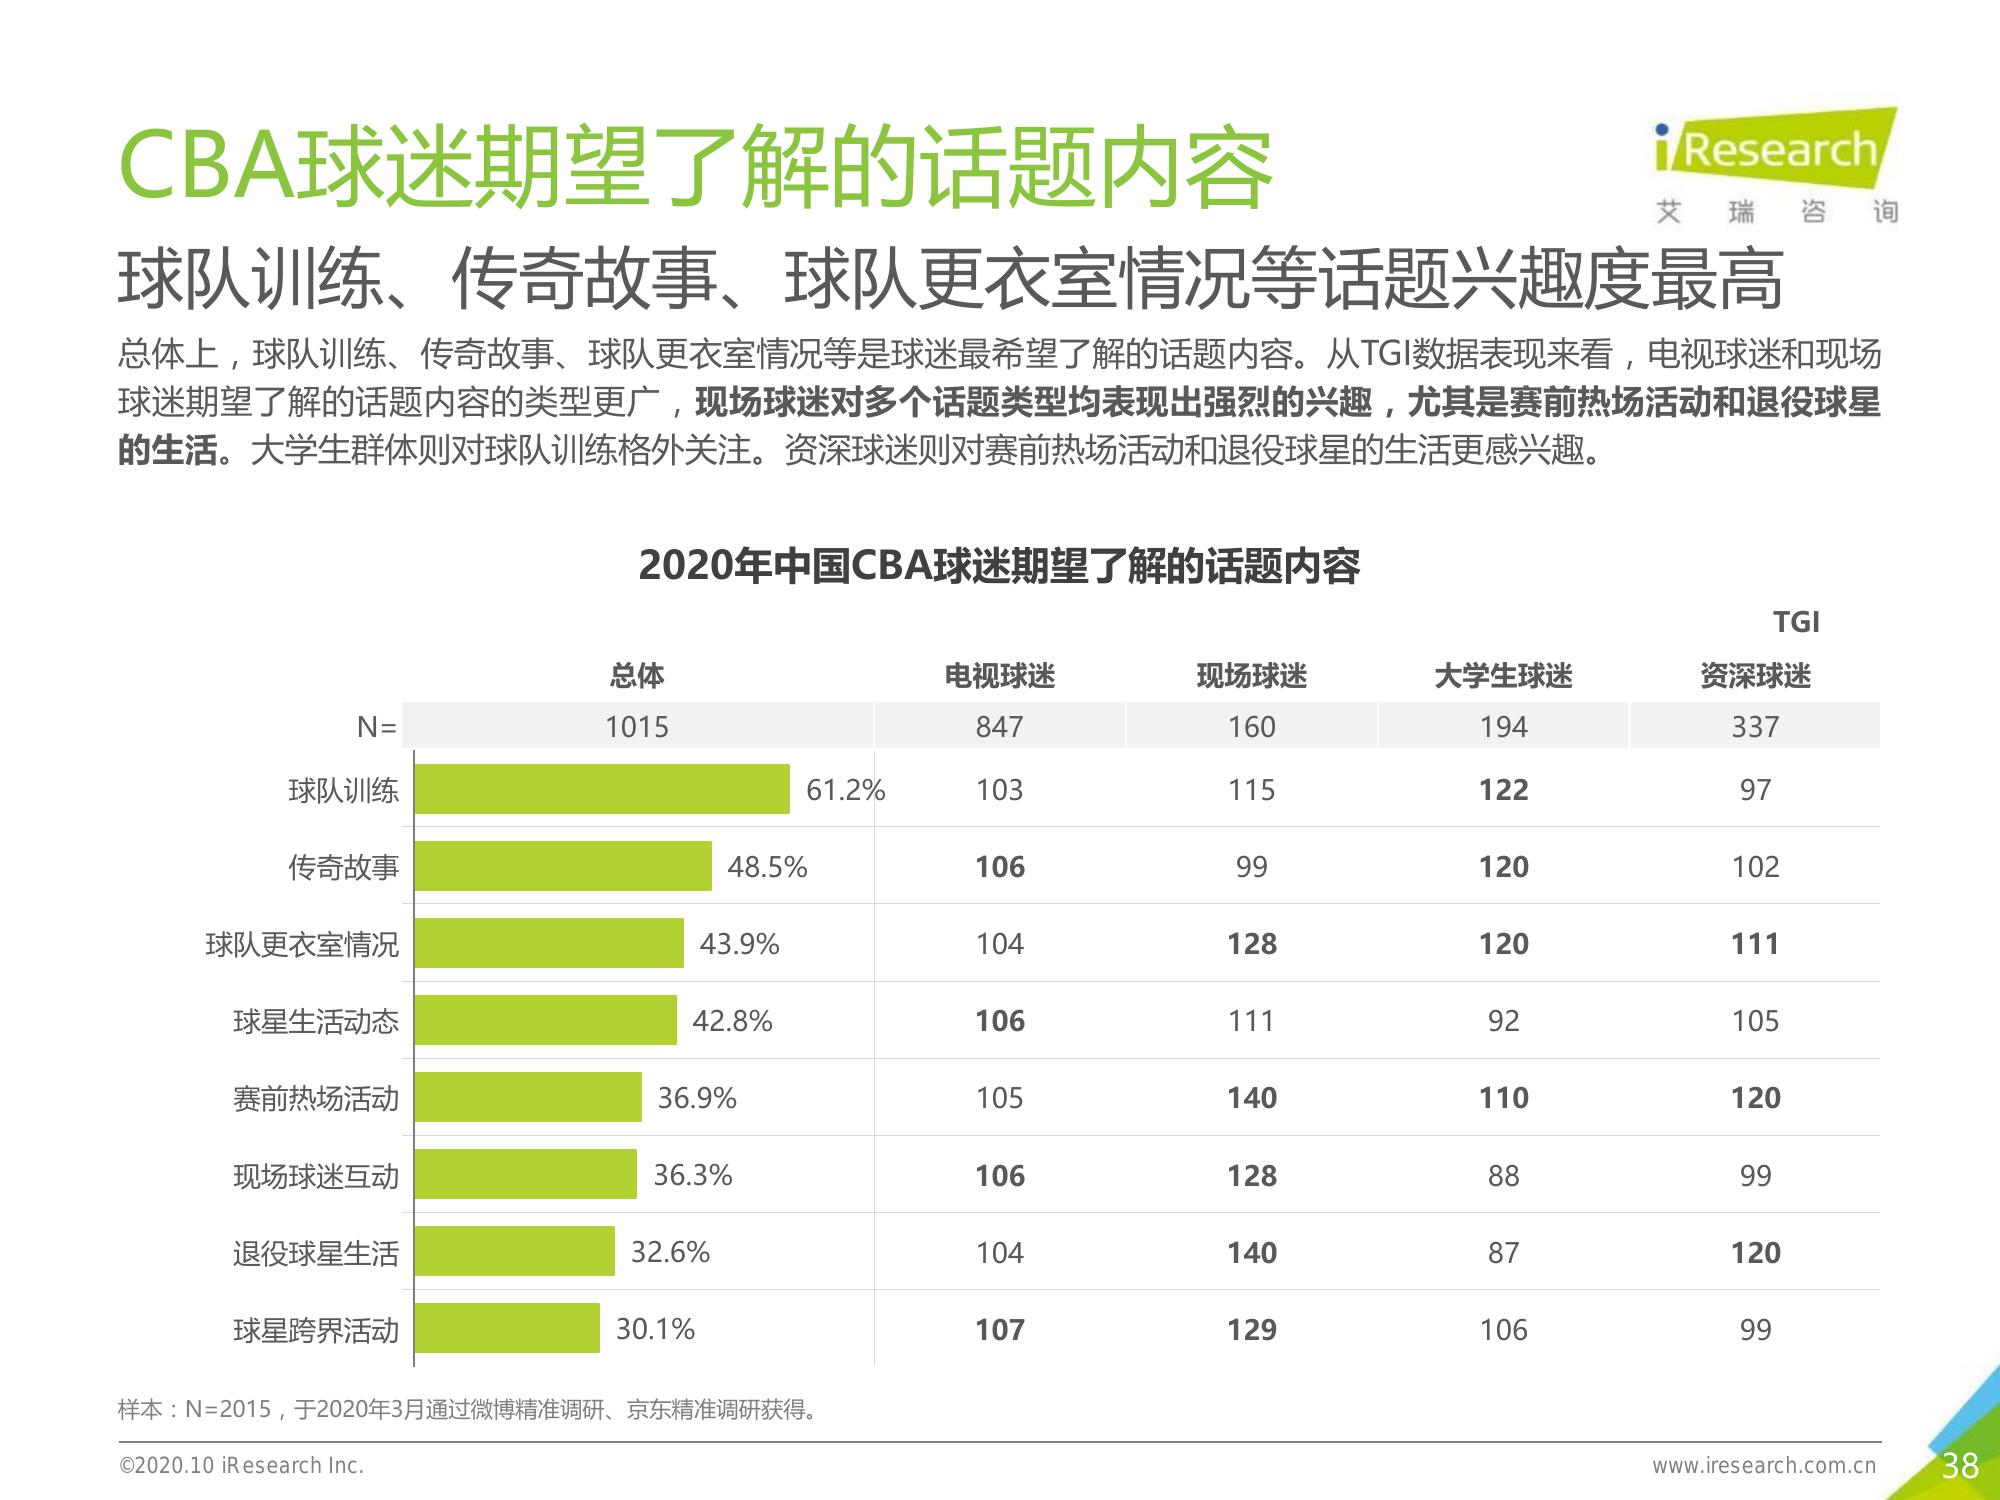 CBA球迷期望了解的话题内容
iResearch
艾瑞咨询
球队训练、传奇故事、球队更衣室情况等话题兴趣度最高
总体上，球队训练、传奇故事、球队更衣室情况等是球迷最希望了解的话题内容。从TGI数据表现来看，电视球迷和现场
球迷期望了解的话题内容的类型更广，现场球迷对多个话题类型均表现出强烈的兴趣，尤其是赛前热场活动和退役球星
的生活。大学生群体则对球队训练格外关注。资深球迷则对赛前热场活动和退役球星的生活更感兴趣。
2020年中国CBA球迷期望了解的话题内容
TGI
总体 电视球迷 现场球迷 大学生球迷 资深球迷
N= 1015 847 160 194 337
球队训练 61.2% 103 115 122 97
传奇故事 48.5% 106 99 120 102
球队更衣室情况 43.9% 104 128 120 111
球星生活动态 42.8% 106 111 92 105
赛前热场活动 36.9% 105 140 110 120
现场球迷互动 36.3% 106 128 88 99
退役球星生活 32.6% 104 140 87 120
球星跨界活动 30.1% 107 129 106 99
样本：N=2015，于2020年3月通过微博精准调研、京东精准调研获得。
©2020.10 iResearch Inc. www.iresearch.com.cn 38